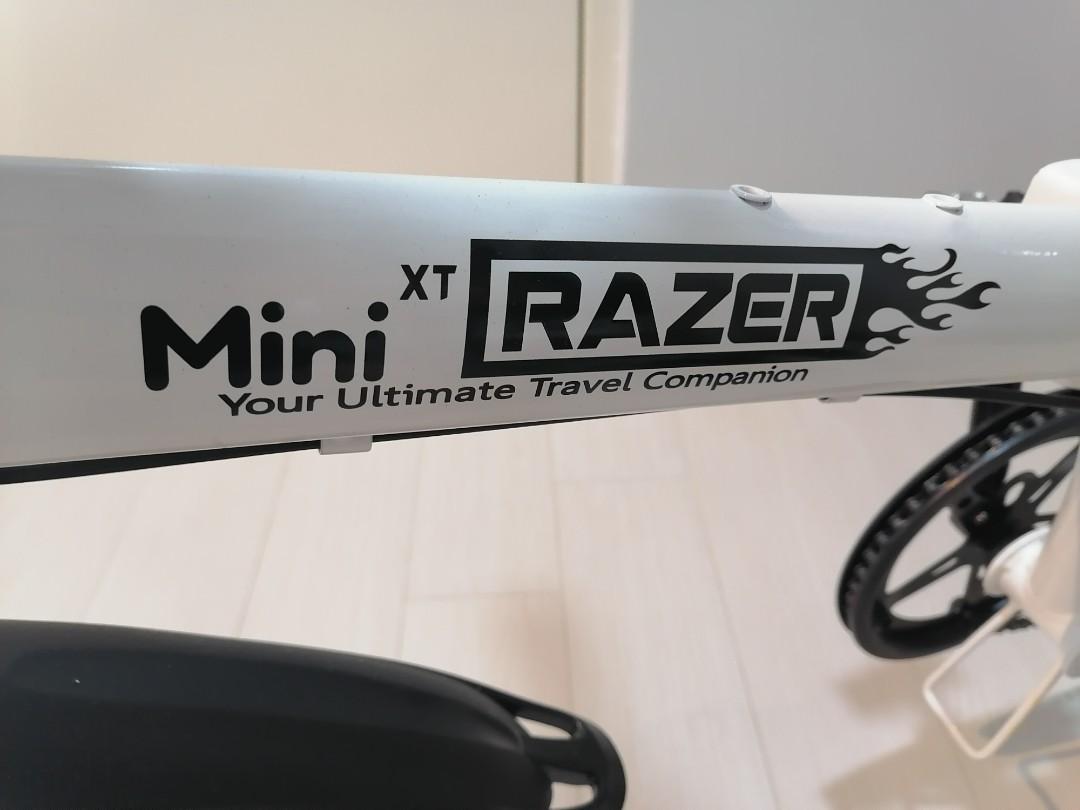 Mini XT RAZER
Your Ultimate Travel Companion